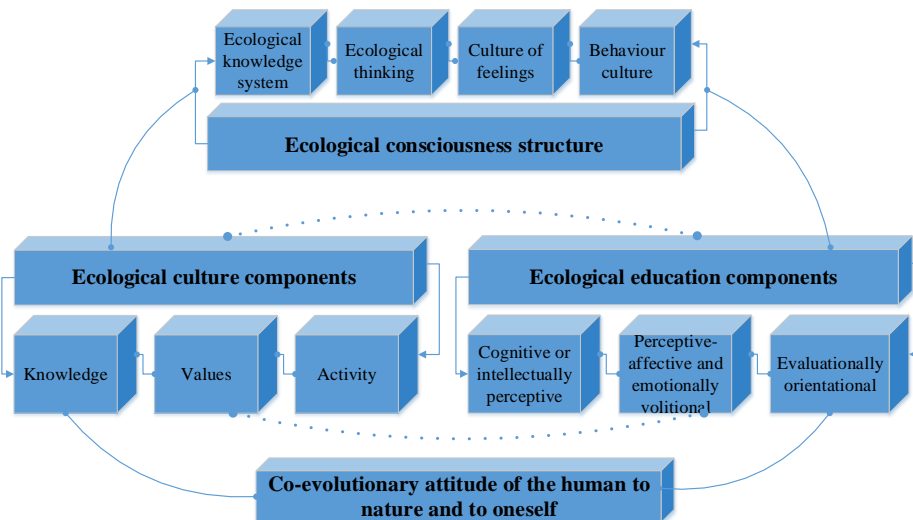 Ecological
knowledge
system
Ecological
thinking
Culture of
feelings
Behaviour
culture
Ecological consciousness structure
Ecological culture components
Ecological education components
Knowledge
Values
Activity
Cognitive or
intellectually
perceptive
Perceptive-
affective and
emotionally
volitional
Evaluationally
orientational
Co-evolutionary attitude of the human to
nature and to oneself